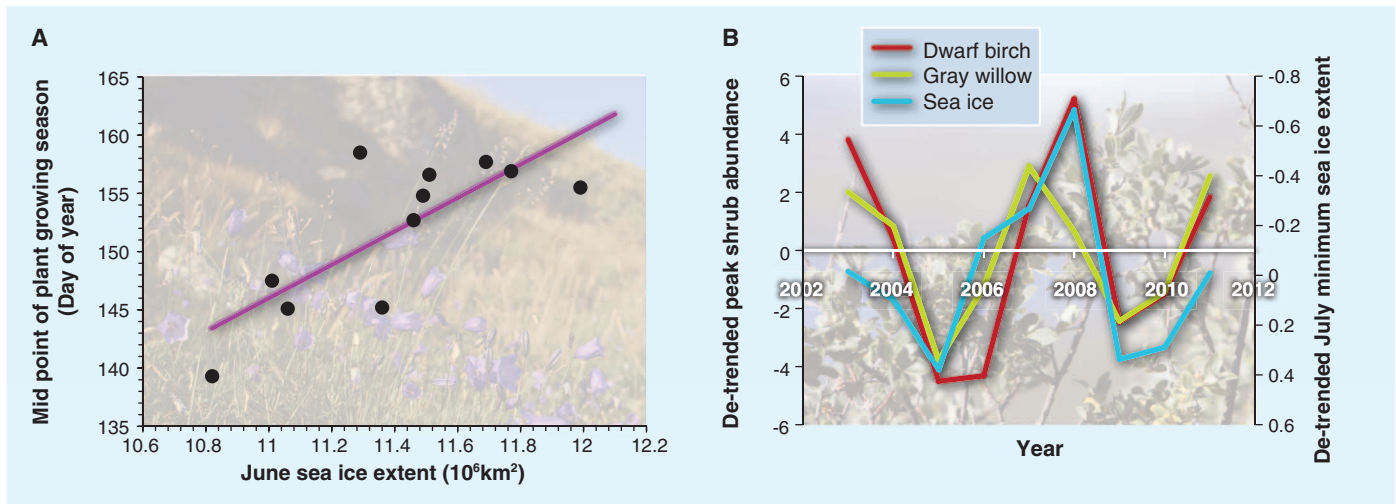 A
Mid point of plant growing season
(Day of year)
165
160
155
150
145
140
135
10.6 10.8 11 11.2 11.4 11.6 11.8 12 12.2
June sea ice extent (10⁶km²)
B
Dwarf birch
Gray willow
Sea ice
De-trended peak shrub abundance
6
4
2
0
-2
-4
-6
2002 2004 2006 2008 2010 2012
Year
-0.8
-0.6
-0.4
-0.2
0
0.2
0.4
0.6
De-trended July minimum sea ice extent